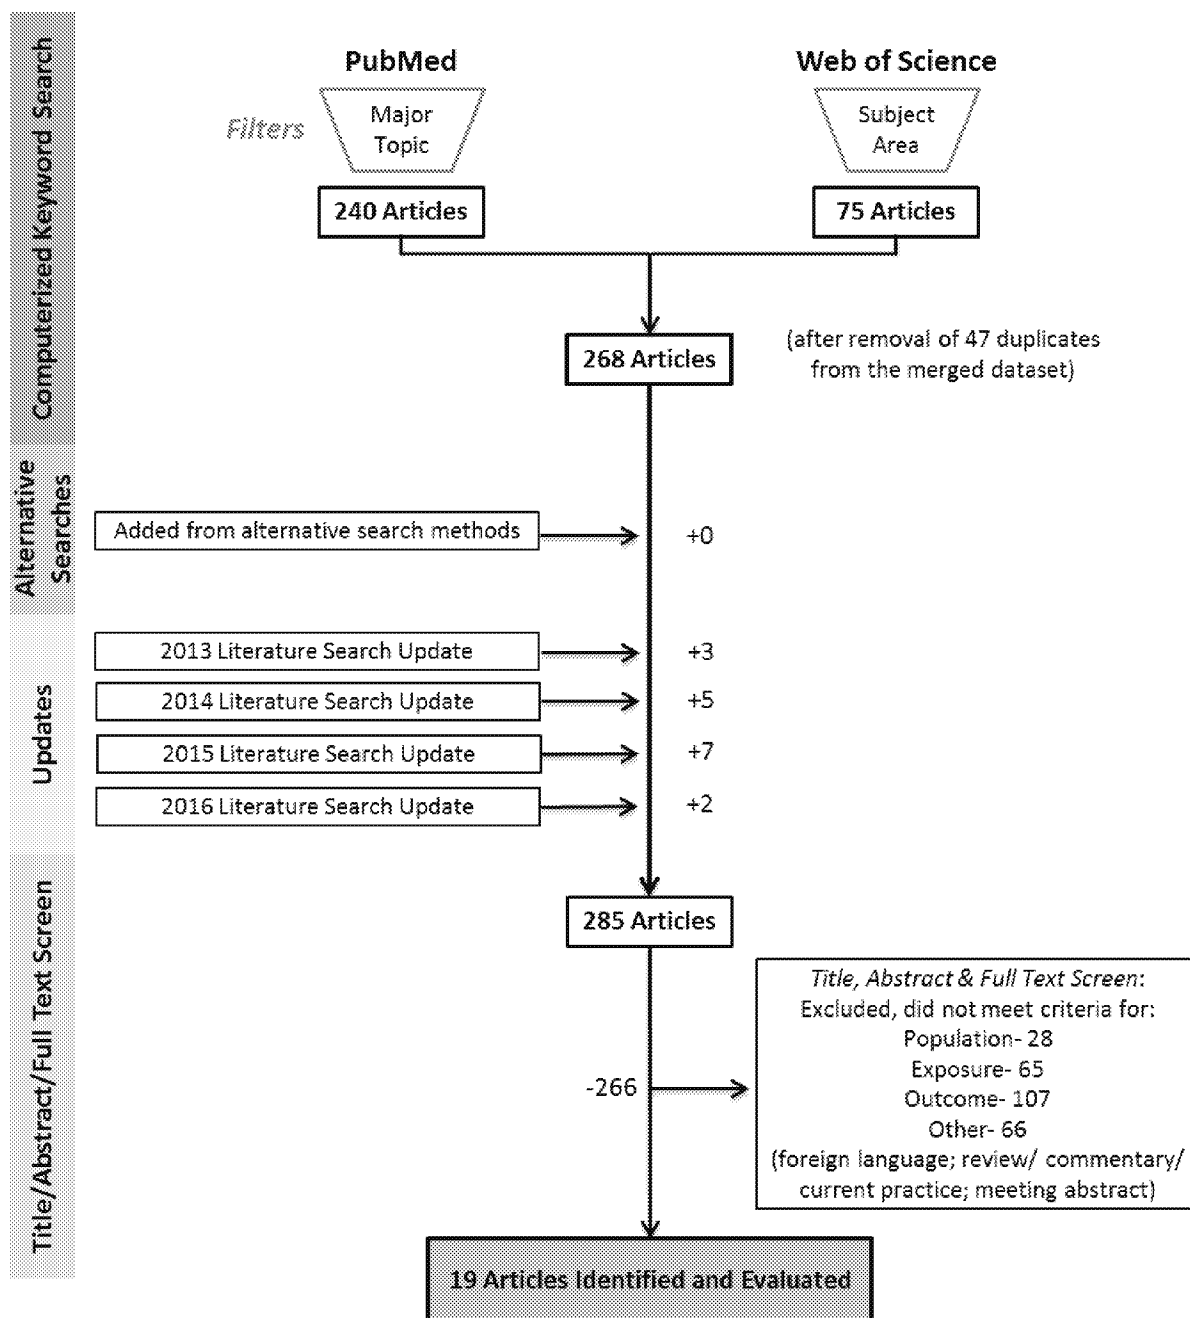 Computerized Keyword Search
PubMed
Web of Science
Filters
Major
Topic
Subject
Area
240 Articles
75 Articles
268 Articles
(after removal of 47 duplicates
from the merged dataset)
Alternative
Searches
Added from alternative search methods
+0
Updates
2013 Literature Search Update
+3
2014 Literature Search Update
+5
2015 Literature Search Update
+7
2016 Literature Search Update
+2
Title/Abstract/Full Text Screen
285 Articles
-266
Title, Abstract & Full Text Screen:
Excluded, did not meet criteria for:
Population- 28
Exposure- 65
Outcome- 107
Other- 66
(foreign language; review/ commentary/
current practice; meeting abstract)
19 Articles Identified and Evaluated